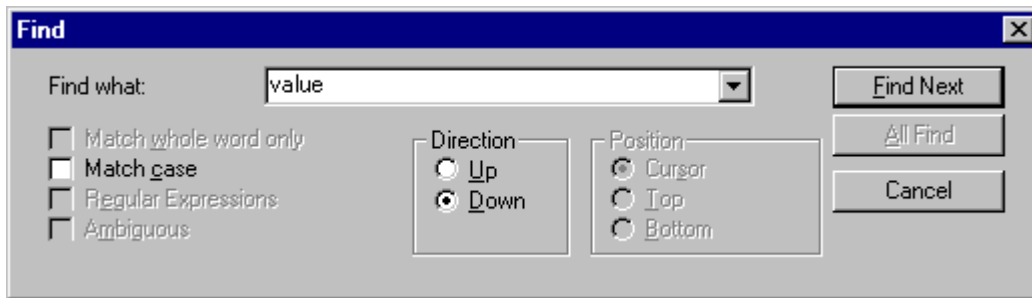 Find
Find what:
value
Find Next
Match whole word only
Match case
Regular Expressions
Ambiguous
Direction
Up
Down
Position
Cursor
Top
Bottom
All Find
Cancel